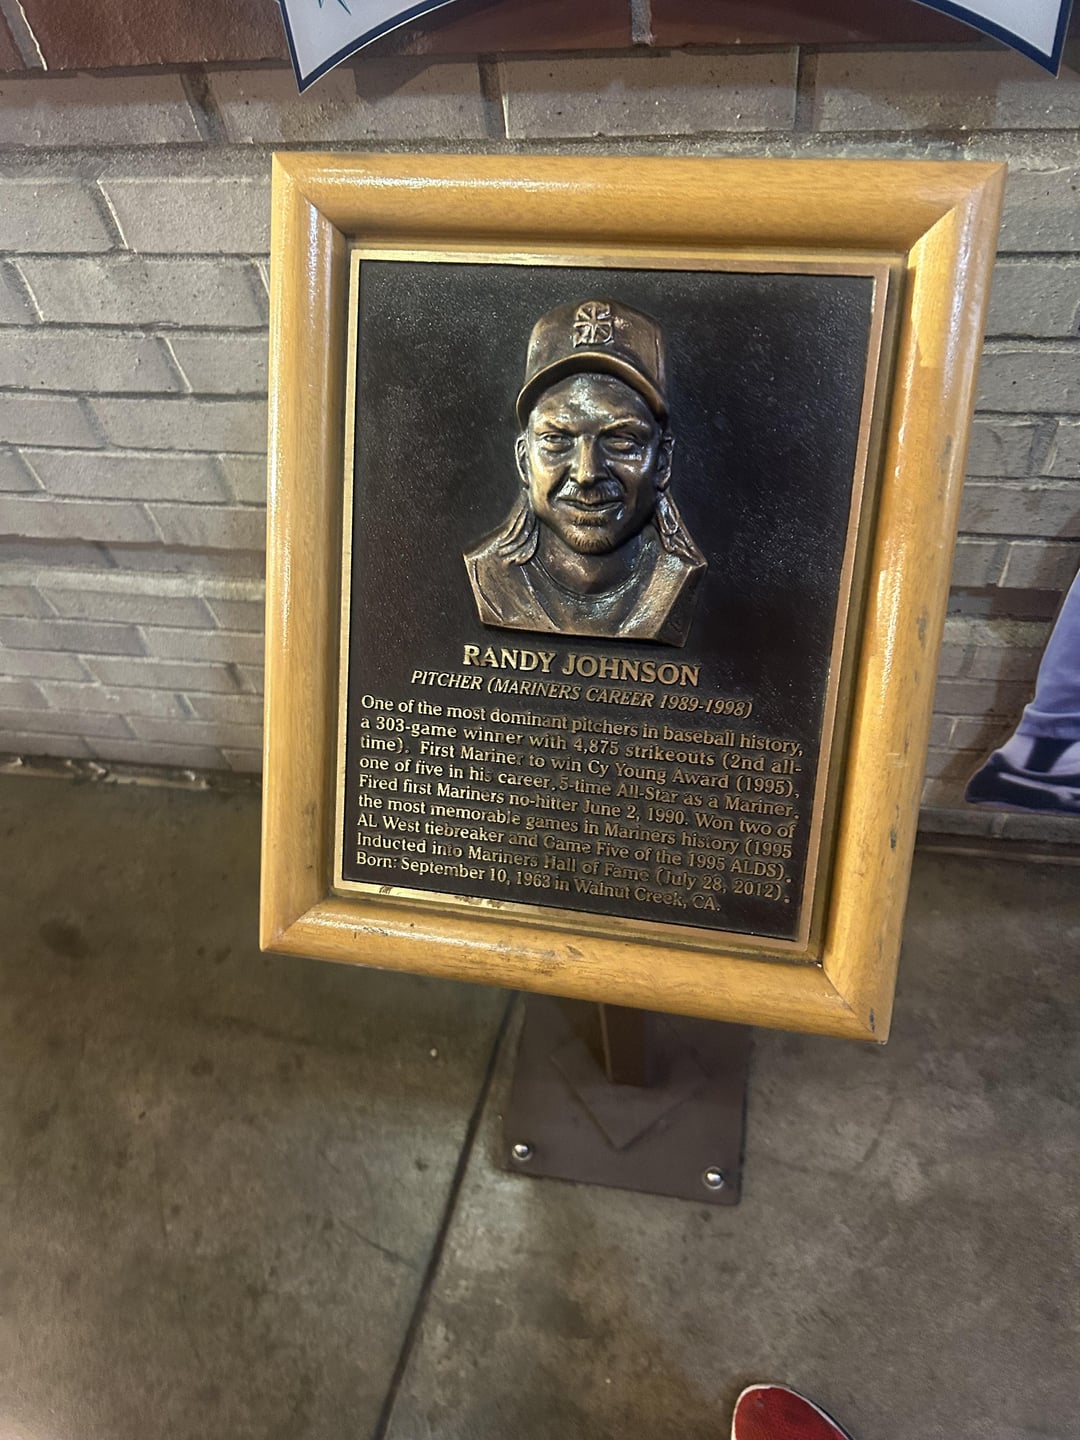 RANDY JOHNSON
PITCHER (MARINERS CAREER 1989-1998)
One of the most dominant pitchers in baseball history,
a 303-game winner with 4,875 strikeouts (2nd all-
time). First Mariner to win Cy Young Award (1995),
one of five in his career. 5-time All-Star as a Mariner.
Fired first Mariners no-hitter June 2, 1990. Won two of
the most memorable games in Mariners history (1995
AL West tiebreaker and Game Five of the 1995 ALDS).
Inducted into Mariners Hall of Fame (July 28, 2012).
Born: September 10, 1963 in Walnut Creek, CA.